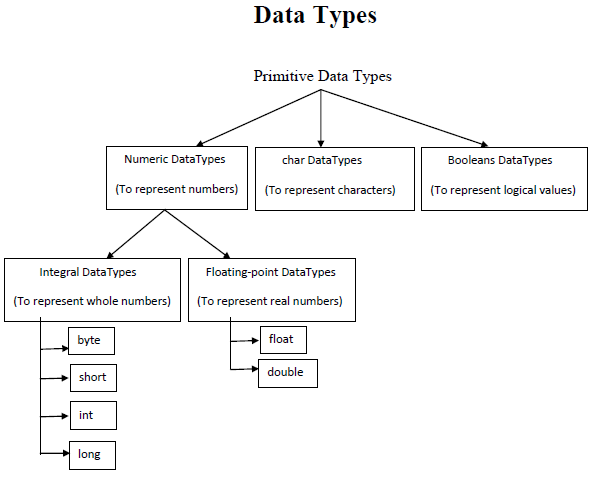 Data Types
Primitive Data Types
Numeric DataTypes
(To represent numbers)
char DataTypes
(To represent characters)
Booleans DataTypes
(To represent logical values)
Integral DataTypes
(To represent whole numbers)
Floating-point DataTypes
(To represent real numbers)
byte
short
int
long
float
double